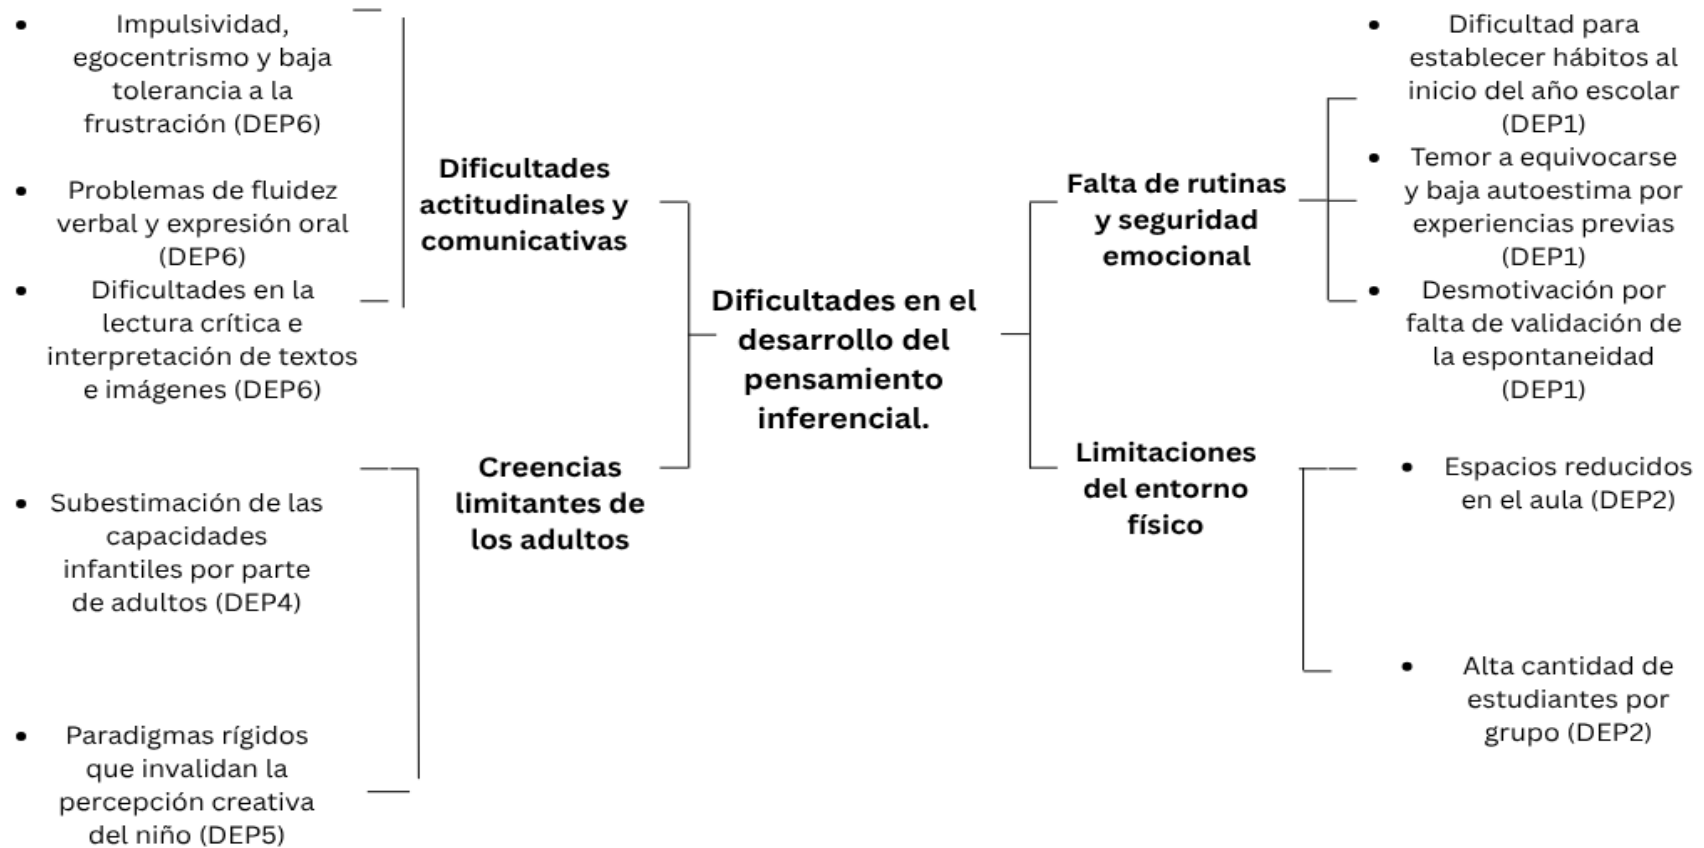 Impulsividad,
egocentrismo y baja
tolerancia a la
frustración (DEP6)
Problemas de fluidez
verbal y expresión oral
(DEP6)
Dificultades en la
lectura crítica e
interpretación de textos
e imágenes (DEP6)
Dificultades
actitudinales y
comunicativas
Subestimación de las
capacidades
infantiles por parte
de adultos (DEP4)
Paradigmas rígidos
que invalidan la
percepción creativa
del niño (DEP5)
Creencias
limitantes de
los adultos
Dificultades en el
desarrollo del
pensamiento
inferencial.
Falta de rutinas
y seguridad
emocional
Dificultad para
establecer hábitos al
inicio del año escolar
(DEP1)
Temor a equivocarse
y baja autoestima por
experiencias previas
(DEP1)
Desmotivación por
falta de validación de
la espontaneidad
(DEP1)
Limitaciones
del entorno
físico
Espacios reducidos
en el aula (DEP2)
Alta cantidad de
estudiantes por
grupo (DEP2)